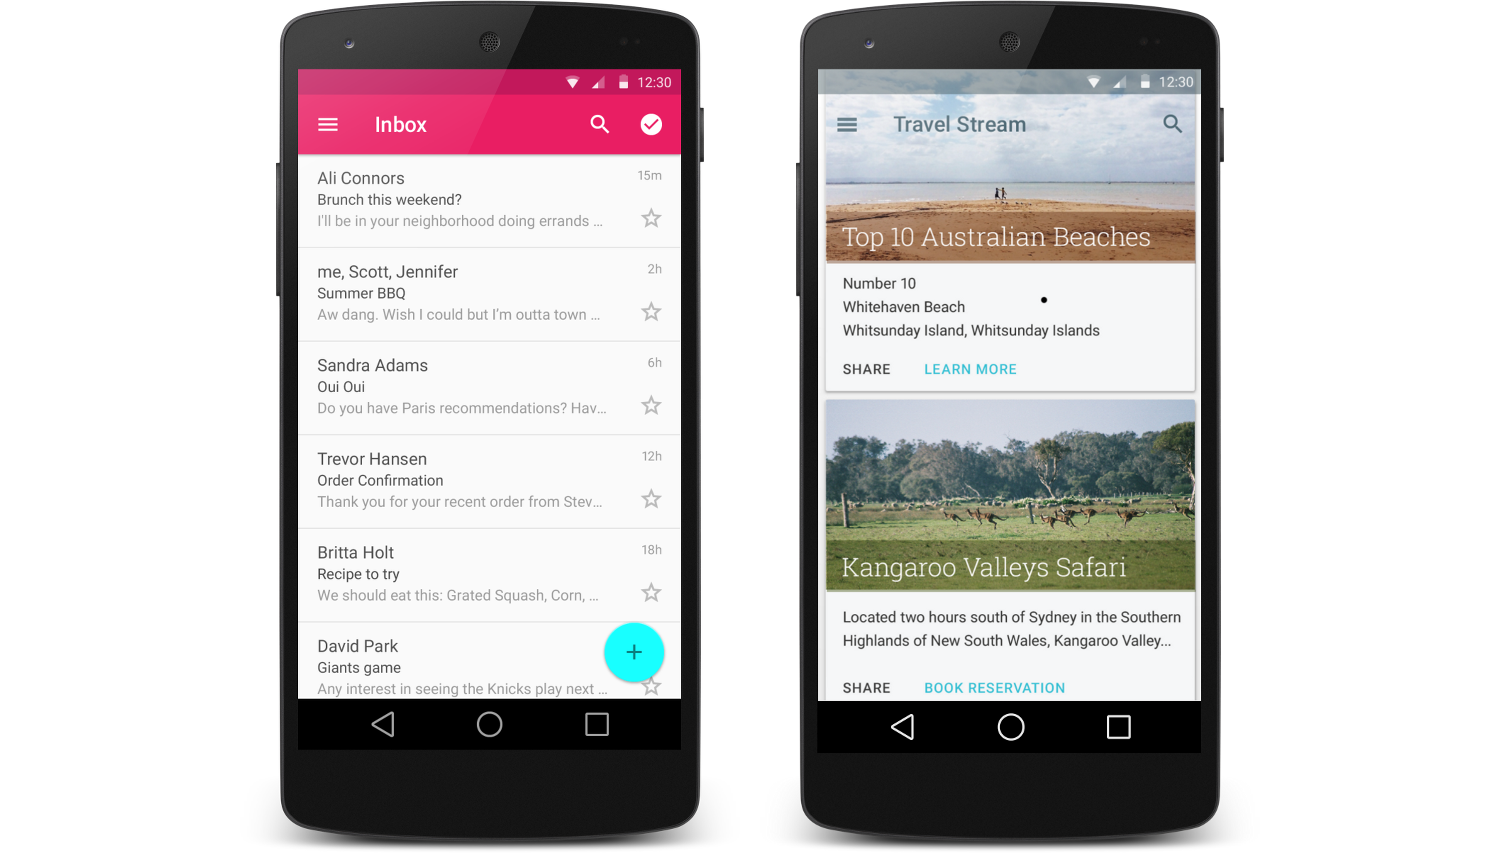 12:30
Inbox
Ali Connors
15m
Brunch this weekend?
I'll be in your neighborhood doing errands ...
me, Scott, Jennifer
2h
Summer BBQ
Aw dang. Wish I could but I'm outta town ...
Sandra Adams
6h
Oui Oui
Do you have Paris recommendations? Hav...
Trevor Hansen
12h
Order Confirmation
Thank you for your recent order from Stev...
Britta Holt
18h
Recipe to try
We should eat this: Grated Squash, Corn, ...
David Park
Giants game
Any interest in seeing the Knicks play next ...
12:30
Travel Stream
Top 10 Australian Beaches
Number 10
Whitehaven Beach
Whitsunday Island, Whitsunday Islands
SHARE LEARN MORE
Kangaroo Valleys Safari
Located two hours south of Sydney in the Southern
Highlands of New South Wales, Kangaroo Valley...
SHARE BOOK RESERVATION